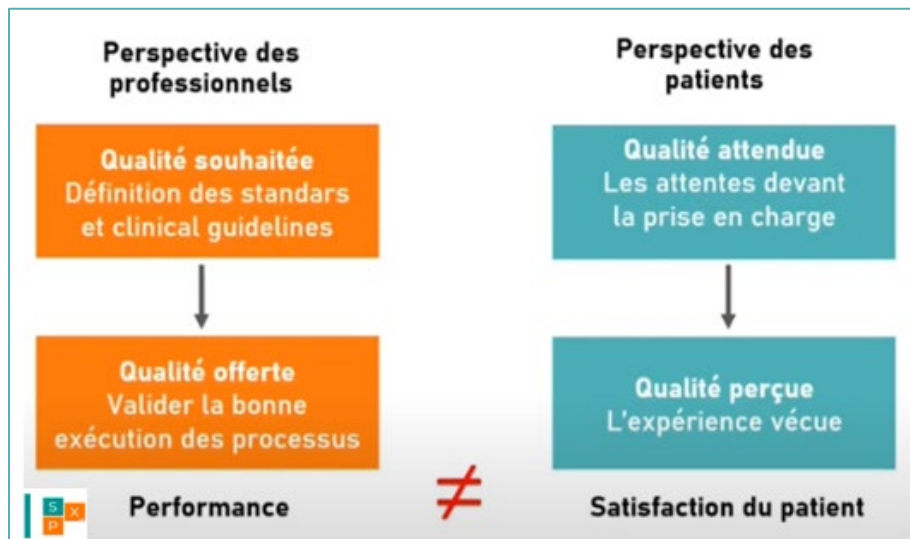 Perspective des
professionnels
Qualité souhaitée
Définition des standars
et clinical guidelines
Qualité offerte
Valider la bonne
exécution des processus
Performance
≠
Perspective des
patients
Qualité attendue
Les attentes devant
la prise en charge
Qualité perçue
L'expérience vécue
Satisfaction du patient
S
X
P